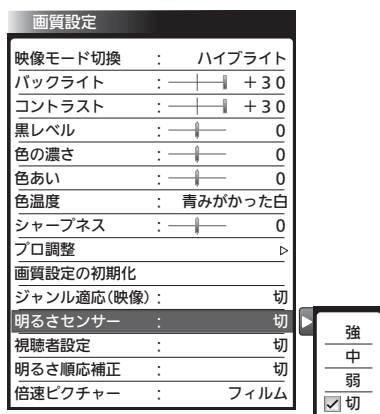 画質設定
映像モード切換 : ハイブライト
バックライト : +30
コントラスト : +30
黒レベル : 0
色の濃さ : 0
色あい : 0
色温度 : 青みがかった白
シャープネス : 0
プロ調整
画質設定の初期化
ジャンル適応(映像) : 切
明るさセンサー : 切
視聴者設定 : 切
明るさ順応補正 : 切
倍速ピクチャー : フィルム
強
中
弱
切